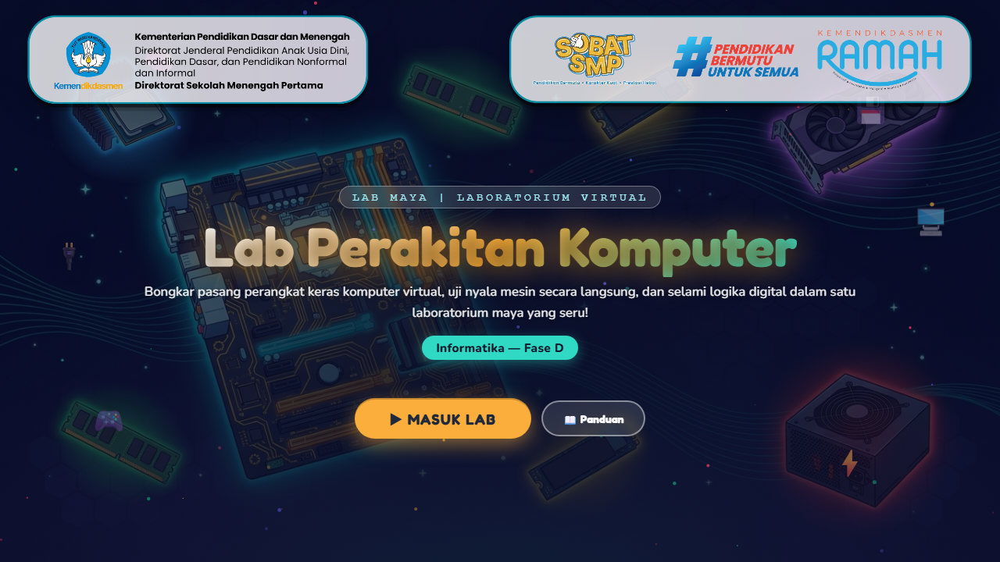 Kementerian Pendidikan Dasar dan Menengah
Direktorat Jenderal Pendidikan Anak Usia Dini,
Pendidikan Dasar, dan Pendidikan Nonformal
dan Informal
Direktorat Sekolah Menengah Pertama
Kemendikdasmen
SOBAT
SMP
Pendidikan Bermutu • Karakter Kuat • Prestasi Hebat
# PENDIDIKAN
BERMUTU
UNTUK SEMUA
KEMENDIKDASMEN
RAMAH
LAB MAYA | LABORATORIUM VIRTUAL
Lab Perakitan Komputer
Bongkar pasang perangkat keras komputer virtual, uji nyala mesin secara langsung, dan selami logika digital dalam satu
laboratorium maya yang seru!
Informatika — Fase D
▶ MASUK LAB
📖 Panduan